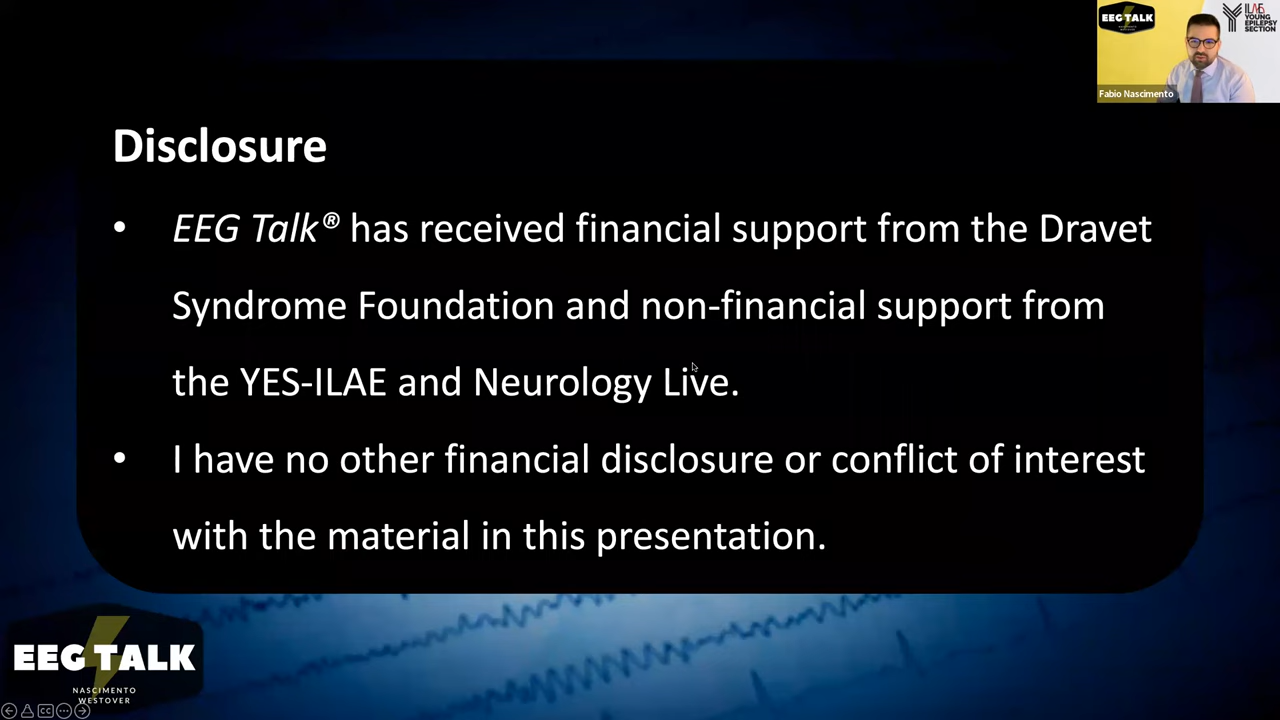 EEG TALK
ILAE
YOUNG
EPILEPSY
SECTION
Fabio Nascimento
Disclosure
• EEG Talk® has received financial support from the Dravet
Syndrome Foundation and non-financial support from
the YES-ILAE and Neurology Live.
• I have no other financial disclosure or conflict of interest
with the material in this presentation.
EEG TALK
NASCIMENTO
WESTOVER
CC